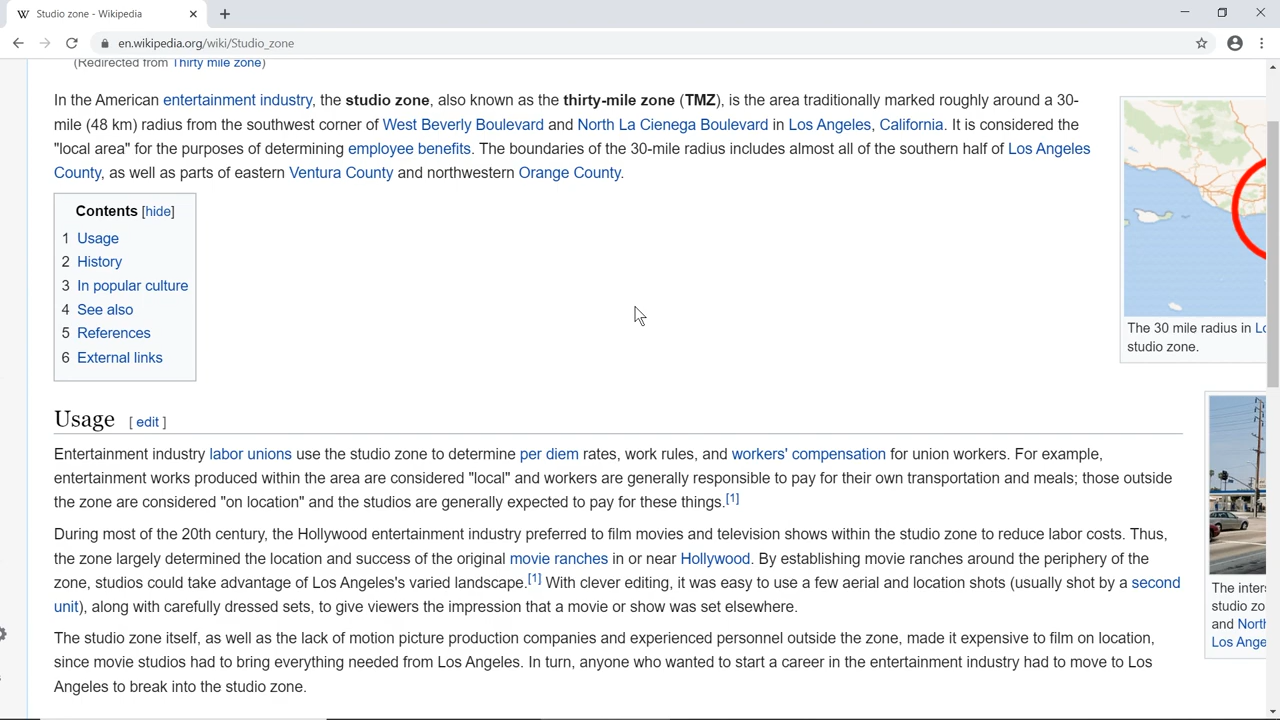 Studio zone - Wikipedia
en.wikipedia.org/wiki/Studio_zone
(Redirected from Thirty mile zone)
In the American entertainment industry, the studio zone, also known as the thirty-mile zone (TMZ), is the area traditionally marked roughly around a 30-
mile (48 km) radius from the southwest corner of West Beverly Boulevard and North La Cienega Boulevard in Los Angeles, California. It is considered the
"local area" for the purposes of determining employee benefits. The boundaries of the 30-mile radius includes almost all of the southern half of Los Angeles
County, as well as parts of eastern Ventura County and northwestern Orange County.
Contents [hide]
1 Usage
2 History
3 In popular culture
4 See also
5 References
6 External links
The 30 mile radius in
studio zone.
Usage [ edit ]
Entertainment industry labor unions use the studio zone to determine per diem rates, work rules, and workers' compensation for union workers. For example,
entertainment works produced within the area are considered "local" and workers are generally responsible to pay for their own transportation and meals; those outside
the zone are considered "on location" and the studios are generally expected to pay for these things.[1]
During most of the 20th century, the Hollywood entertainment industry preferred to film movies and television shows within the studio zone to reduce labor costs. Thus,
the zone largely determined the location and success of the original movie ranches in or near Hollywood. By establishing movie ranches around the periphery of the
zone, studios could take advantage of Los Angeles's varied landscape.[1] With clever editing, it was easy to use a few aerial and location shots (usually shot by a second
unit), along with carefully dressed sets, to give viewers the impression that a movie or show was set elsewhere.
The studio zone itself, as well as the lack of motion picture production companies and experienced personnel outside the zone, made it expensive to film on location,
since movie studios had to bring everything needed from Los Angeles. In turn, anyone who wanted to start a career in the entertainment industry had to move to Los
Angeles to break into the studio zone.
The
studio
and
Los